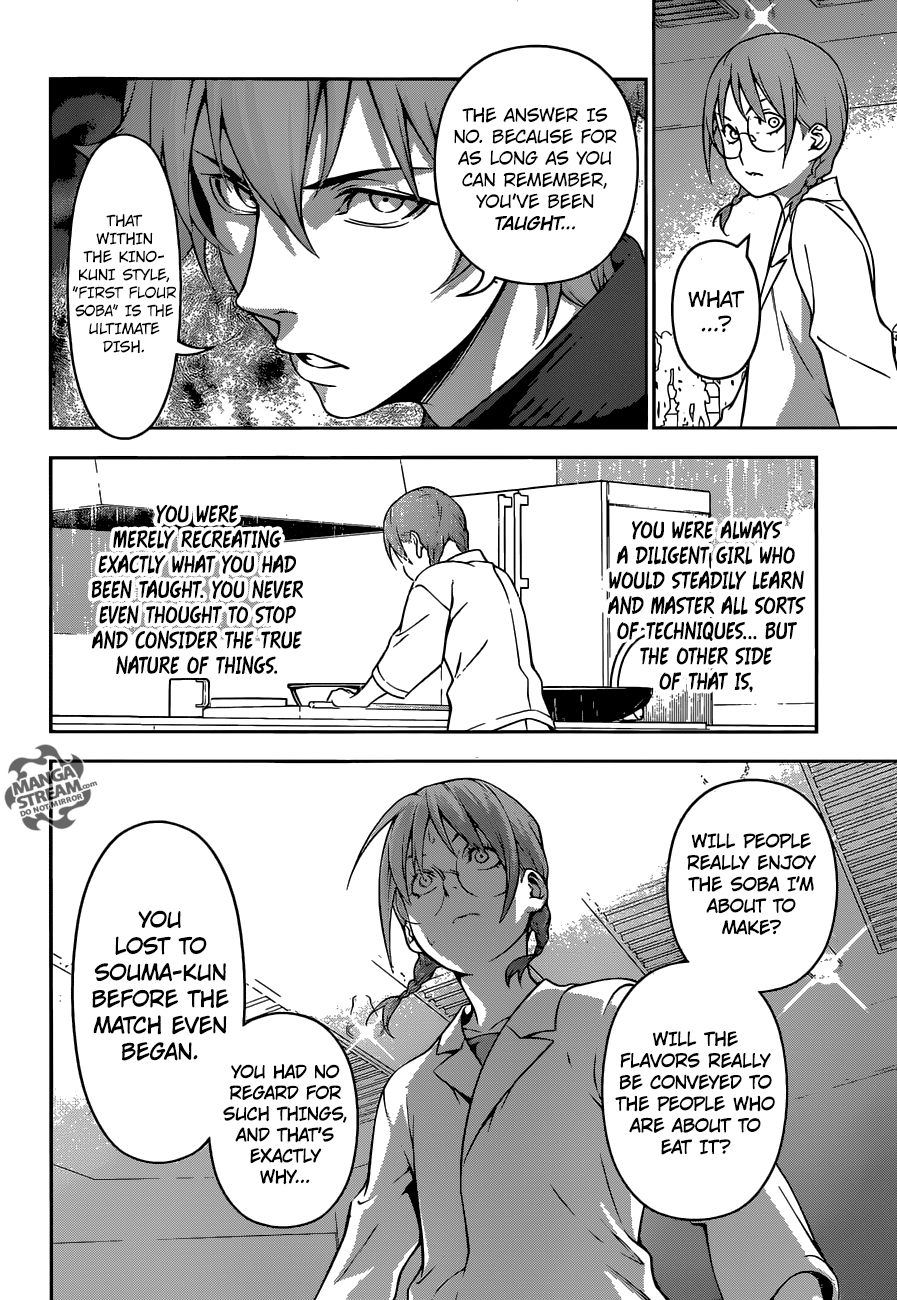 WHAT
...?
THE ANSWER IS
NO. BECAUSE FOR
AS LONG AS YOU
CAN REMEMBER,
YOU'VE BEEN
TAUGHT...
THAT
WITHIN
THE KINO-
KUNI STYLE,
"FIRST FLOUR
SOBA" IS THE
ULTIMATE
DISH.
YOU WERE ALWAYS
A DILIGENT GIRL WHO
WOULD STEADILY LEARN
AND MASTER ALL SORTS
OF TECHNIQUES... BUT
THE OTHER SIDE
OF THAT IS,
YOU WERE
MERELY RECREATING
EXACTLY WHAT YOU HAD
BEEN TAUGHT. YOU NEVER
EVEN THOUGHT TO STOP
AND CONSIDER THE TRUE
NATURE OF THINGS.
WILL PEOPLE
REALLY ENJOY
THE SOBA I'M
ABOUT TO
MAKE?
WILL THE
FLAVORS REALLY
BE CONVEYED TO
THE PEOPLE WHO
ARE ABOUT TO
EAT IT?
YOU HAD NO
REGARD FOR
SUCH THINGS,
AND THAT'S
EXACTLY
WHY...
YOU
LOST TO
SOUMA-KUN
BEFORE THE
MATCH EVEN
BEGAN.
MANGA
STREAM.com
DO NOT MIRROR